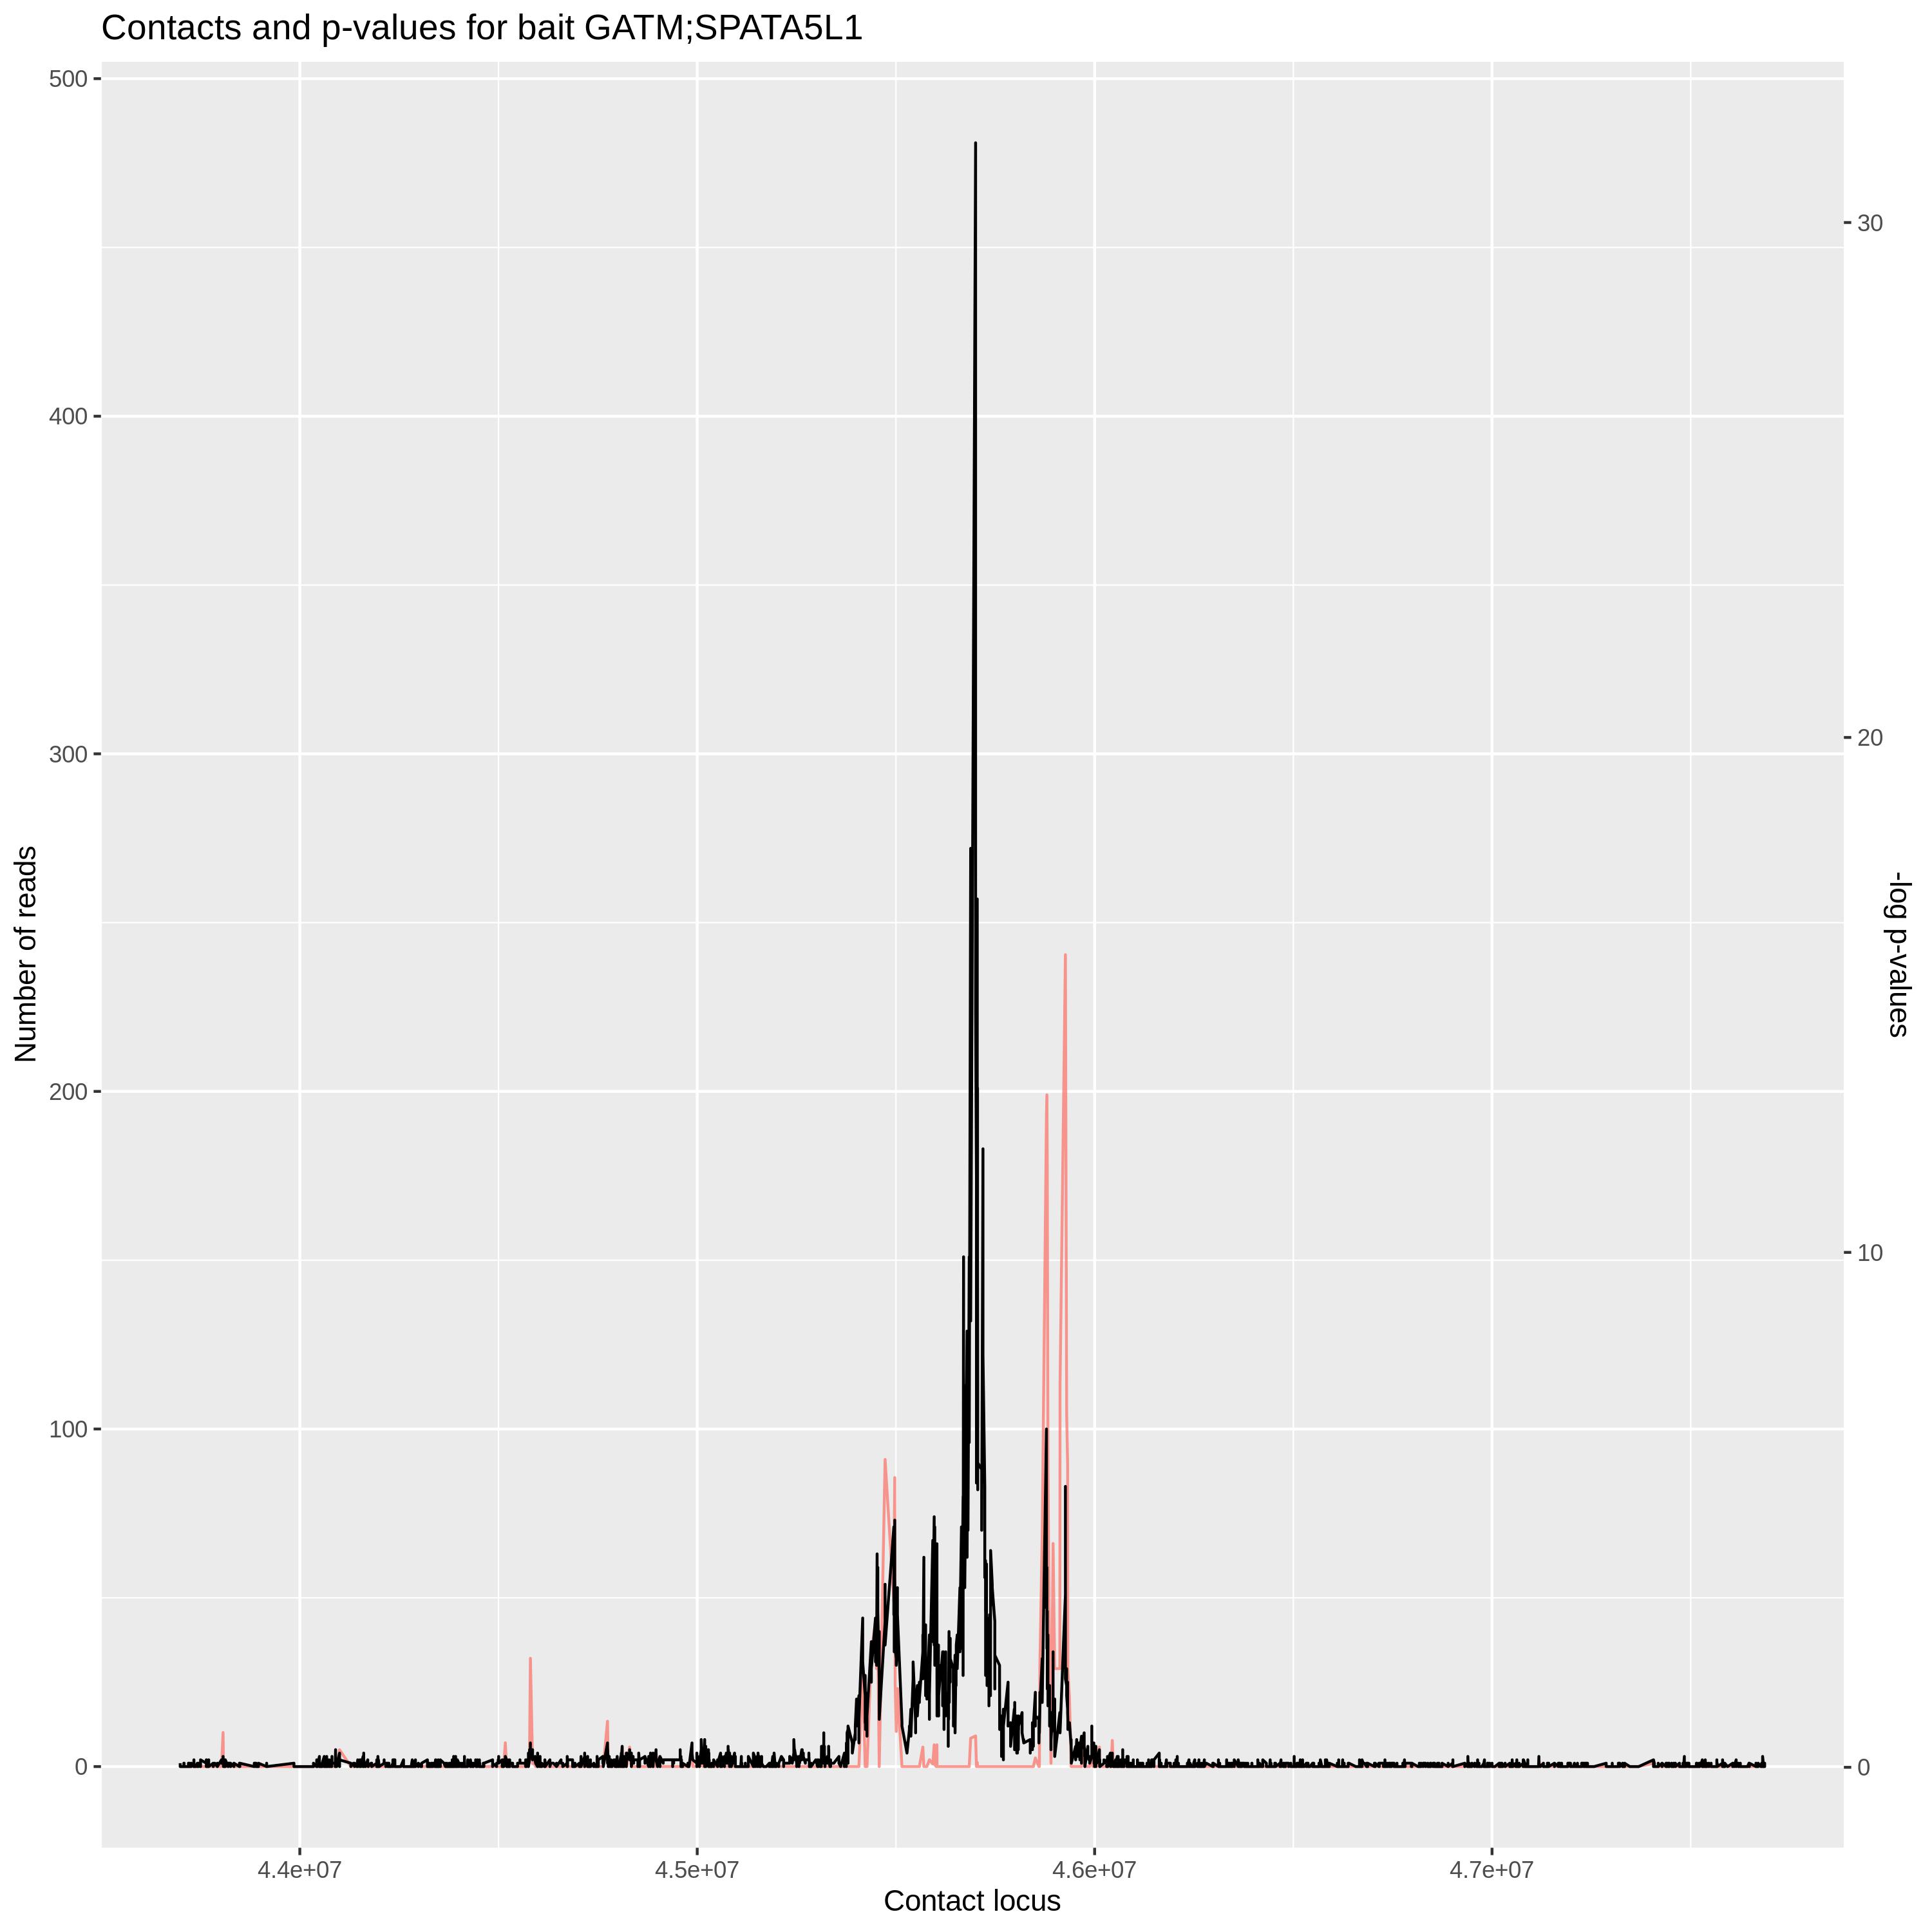 Contacts and p-values for bait GATM;SPATA5L1
500
400
300
200
100
0
30
20
10
0
Number of reads
-log p-values
4.4e+07
4.5e+07
4.6e+07
4.7e+07
Contact locus